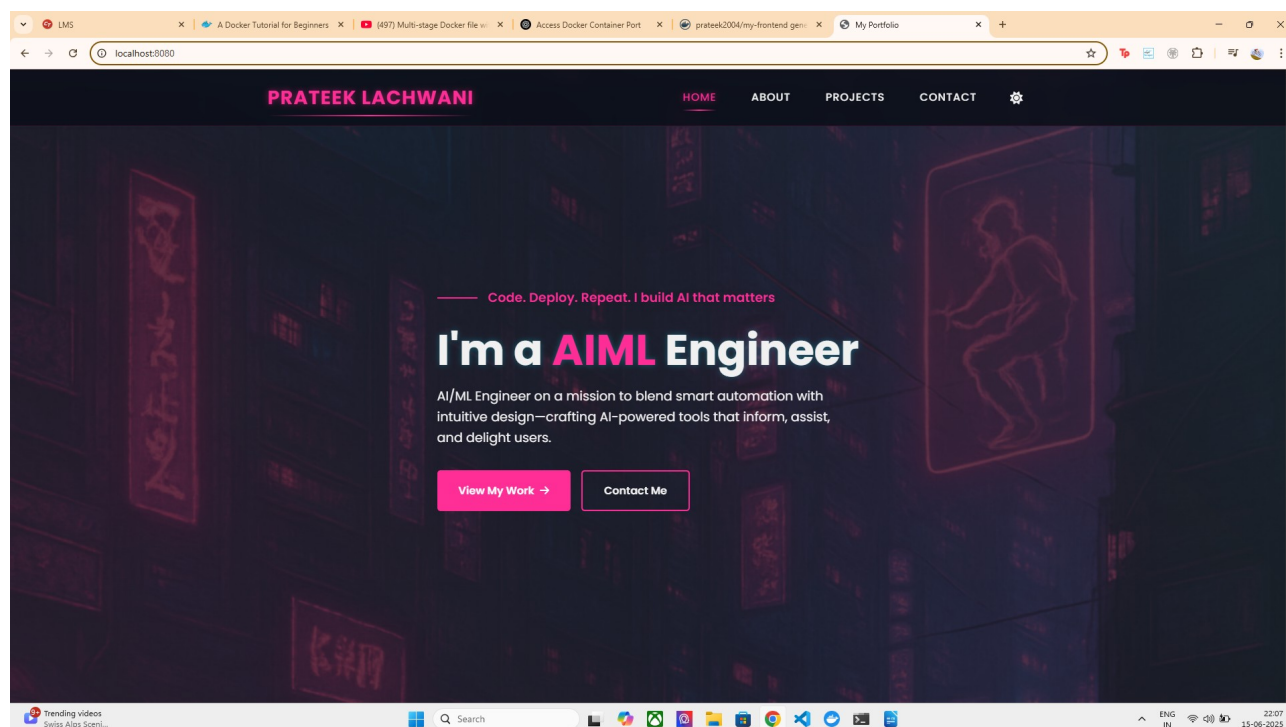 LMS
A Docker Tutorial for Beginners
(497) Multi-stage Docker file wi
Access Docker Container Port
prateek2004/my-frontend gene
My Portfolio
localhost:8080
PRATEEK LACHWANI
HOME
ABOUT
PROJECTS
CONTACT
Code. Deploy. Repeat. I build AI that matters
I'm a AIML Engineer
AI/ML Engineer on a mission to blend smart automation with
intuitive design—crafting AI-powered tools that inform, assist,
and delight users.
View My Work →
Contact Me
9+
Trending videos
Swiss Alps Sceni...
Search
ENG
IN
22:07
15-06-2025